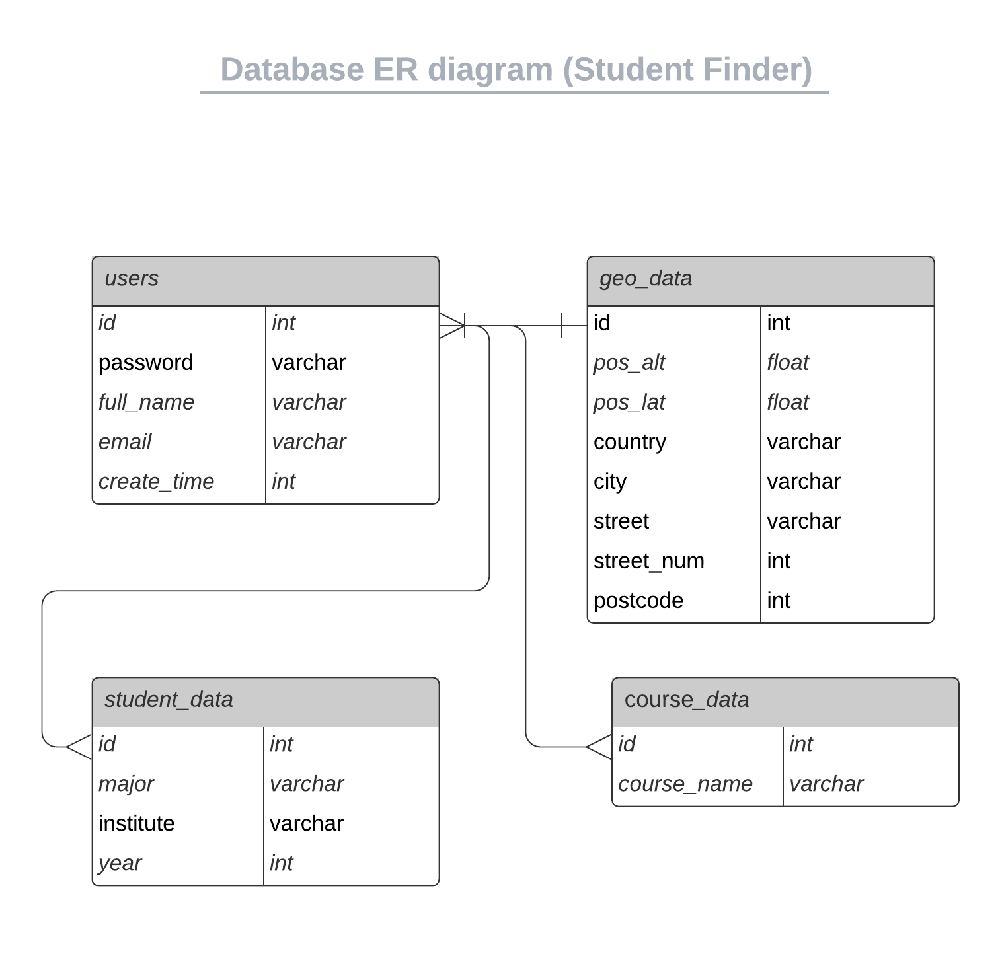 Database ER diagram (Student Finder)
users
id int
password varchar
full_name varchar
email varchar
create_time int
geo_data
id int
pos_alt float
pos_lat float
country varchar
city varchar
street varchar
street_num int
postcode int
student_data
id int
major varchar
institute varchar
year int
course_data
id int
course_name varchar